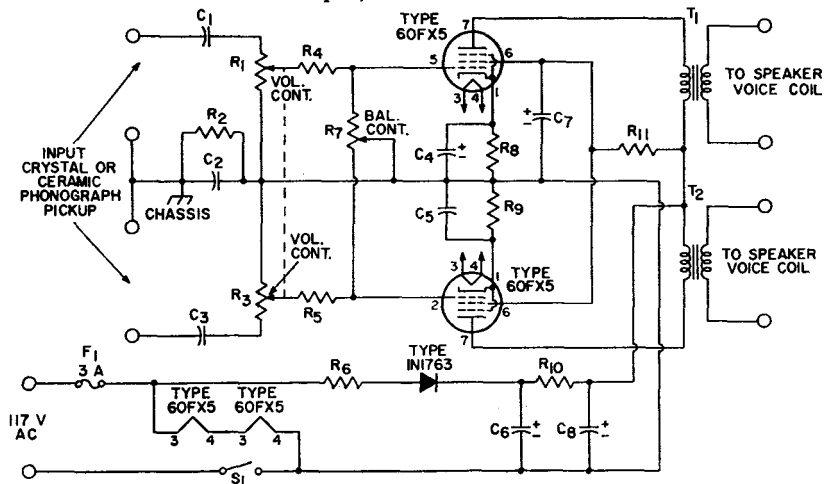 TYPE
60FX5
T1
C1
R1
R4
VOL.
CONT.
7
5
6
3
4
1
TO SPEAKER
VOICE COIL
INPUT
CRYSTAL OR
CERAMIC
PHONOGRAPH
PICKUP
R2
C2
CHASSIS
R7
BAL.
CONT.
C4
+
-
R8
+
-
C7
R11
C5
R9
T2
VOL.
CONT.
R3
R5
C3
3
4
1
TYPE
60FX5
2
6
7
TO SPEAKER
VOICE COIL
F1
3 A
TYPE
60FX5
TYPE
60FX5
3
4
3
4
R6
TYPE
1N1763
R10
C6
+
-
C8
+
-
117 V
AC
S1